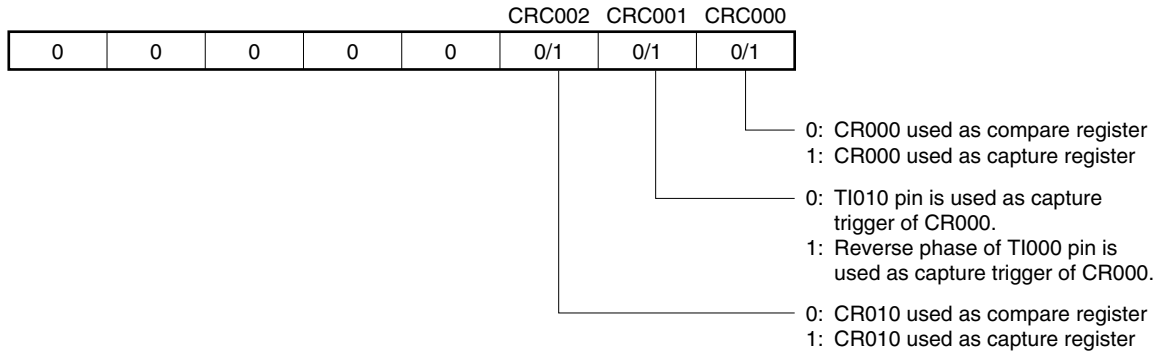 CRC002 CRC001 CRC000
0 0 0 0 0 0/1 0/1 0/1
0: CR000 used as compare register
1: CR000 used as capture register
0: TI010 pin is used as capture
trigger of CR000.
1: Reverse phase of TI000 pin is
used as capture trigger of CR000.
0: CR010 used as compare register
1: CR010 used as capture register